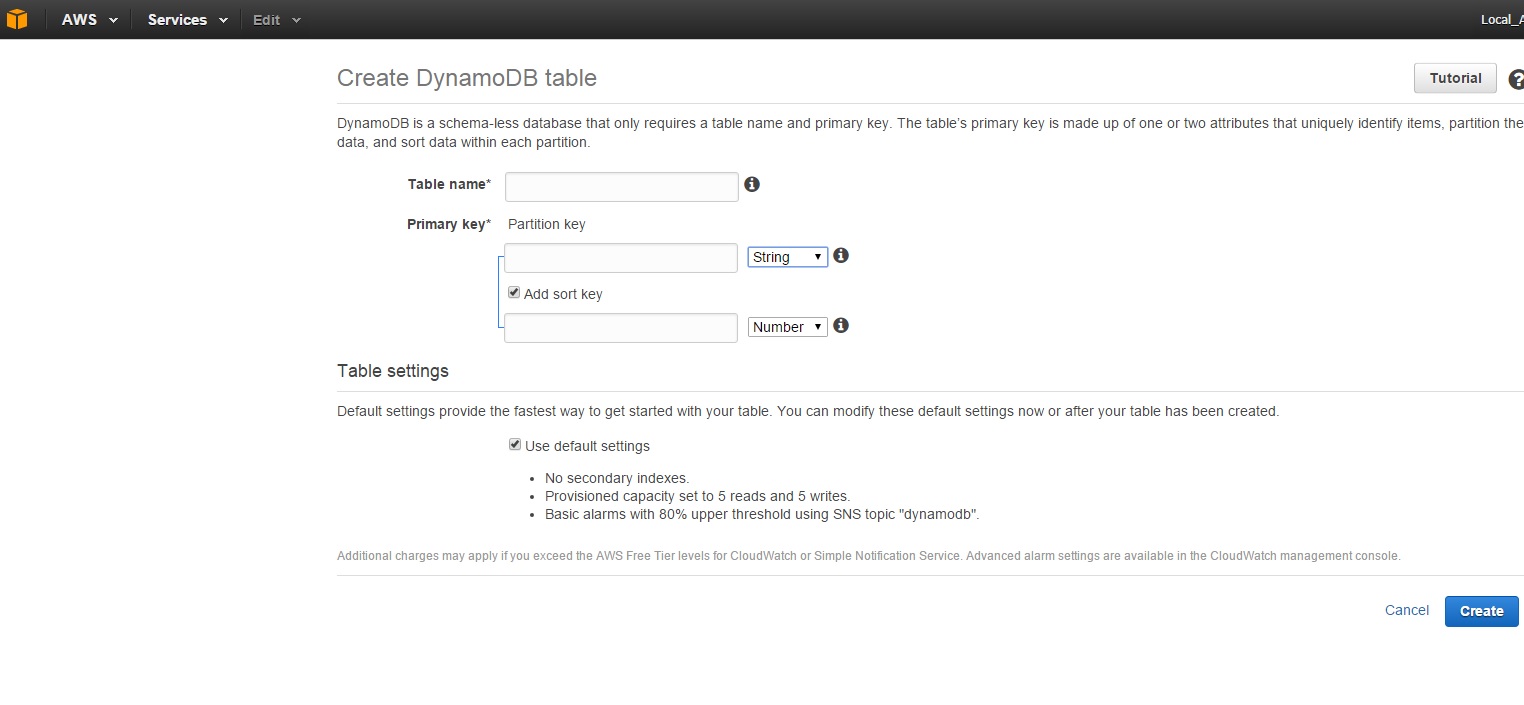 AWS Services Edit Local_A
Create DynamoDB table
Tutorial
DynamoDB is a schema-less database that only requires a table name and primary key. The table's primary key is made up of one or two attributes that uniquely identify items, partition the
data, and sort data within each partition.
Table name*
Primary key* Partition key
String
Add sort key
Number
Table settings
Default settings provide the fastest way to get started with your table. You can modify these default settings now or after your table has been created.
Use default settings
• No secondary indexes.
• Provisioned capacity set to 5 reads and 5 writes.
• Basic alarms with 80% upper threshold using SNS topic "dynamodb".
Additional charges may apply if you exceed the AWS Free Tier levels for CloudWatch or Simple Notification Service. Advanced alarm settings are available in the CloudWatch management console.
Cancel Create